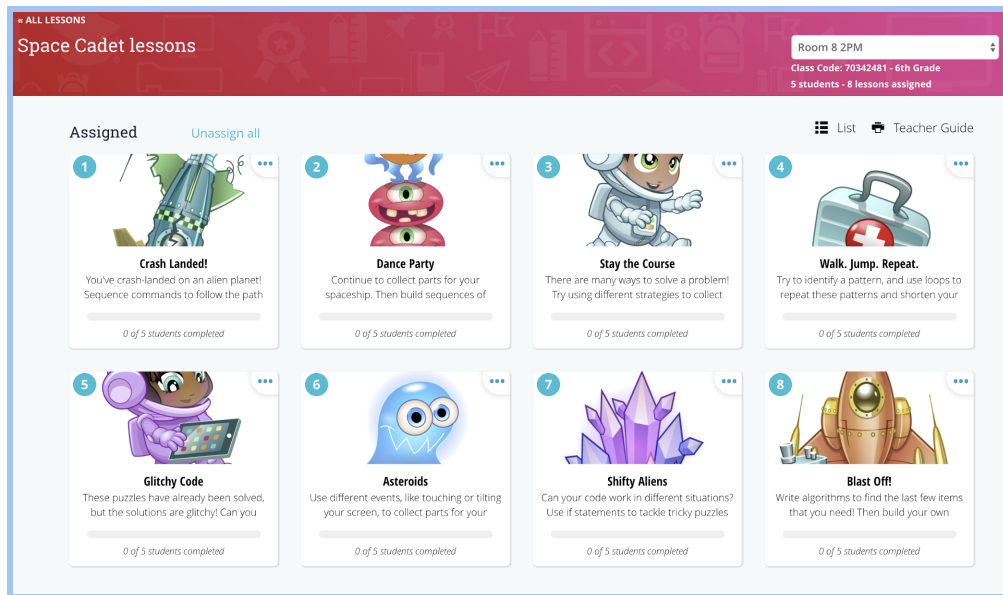 « ALL LESSONS
Space Cadet lessons
Room 8 2PM
Class Code: 70342481 - 6th Grade
5 students - 8 lessons assigned
Assigned
Unassign all
List
Teacher Guide
1
Crash Landed!
You've crash-landed on an alien planet!
Sequence commands to follow the path
0 of 5 students completed
2
Dance Party
Continue to collect parts for your
spaceship. Then build sequences of
0 of 5 students completed
3
Stay the Course
There are many ways to solve a problem!
Try using different strategies to collect
0 of 5 students completed
4
Walk. Jump. Repeat.
Try to identify a pattern, and use loops to
repeat these patterns and shorten your
0 of 5 students completed
5
Glitchy Code
These puzzles have already been solved,
but the solutions are glitchy! Can you
0 of 5 students completed
6
Asteroids
Use different events, like touching or tilting
your screen, to collect parts for your
0 of 5 students completed
7
Shifty Aliens
Can your code work in different situations?
Use if statements to tackle tricky puzzles
0 of 5 students completed
8
Blast Off!
Write algorithms to find the last few items
that you need! Then build your own
0 of 5 students completed